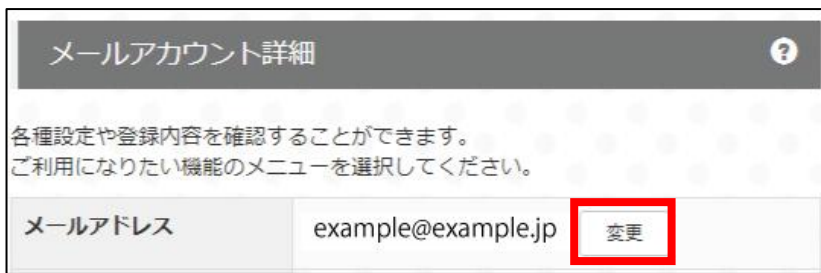 メールアカウント詳細 ?
各種設定や登録内容を確認することができます。
ご利用になりたい機能のメニューを選択してください。
メールアドレス example@example.jp 変更